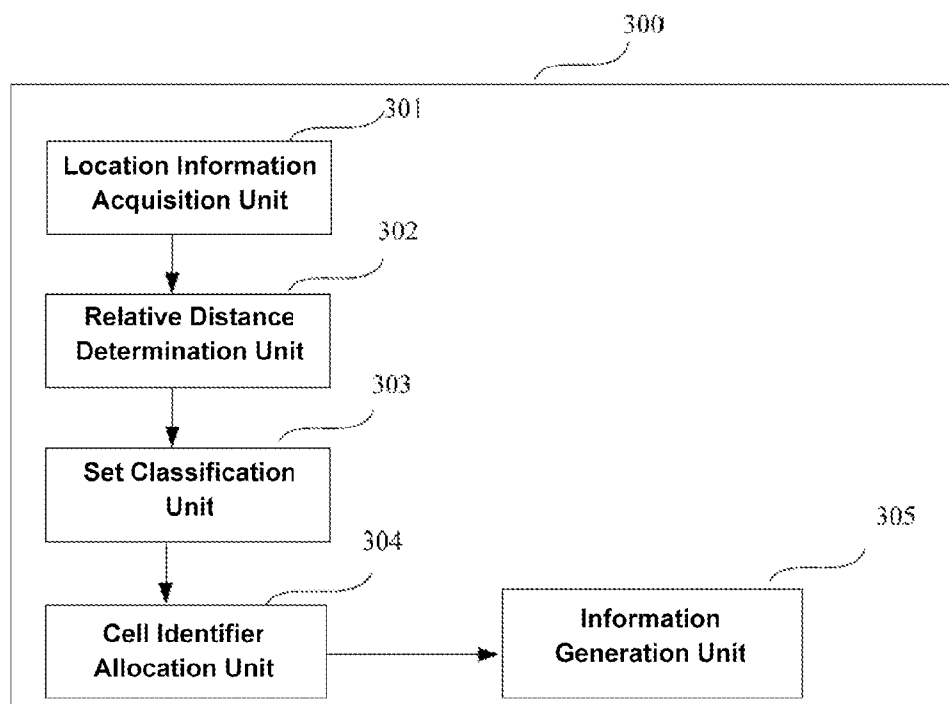 300
301
Location Information
Acquisition Unit
302
Relative Distance
Determination Unit
303
Set Classification
Unit
304
Cell Identifier
Allocation Unit
305
Information
Generation Unit